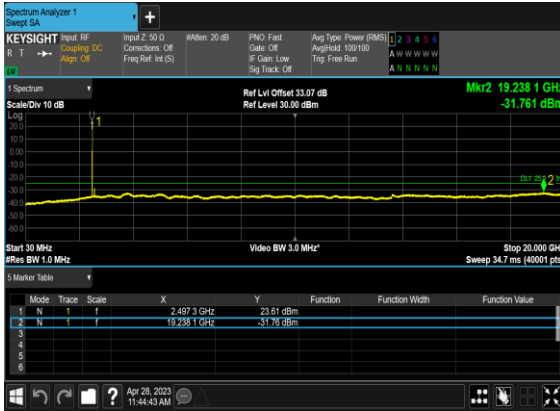 Spectrum Analyzer 1
Swept SA
+
KEYSIGHT Input: RF
R T Coupling: DC
Align: Off
Input Z: 50 Ω
Corrections: Off
Freq Ref: Int (S)
#Atten: 20 dB
PNO: Fast
Gate: Off
IF Gain: Low
Sig Track: Off
Avg Type: Power (RMS)
Avg|Hold: 100/100
Trig: Free Run
1 2 3 4 5 6
A W W W W W
A N N N N N
1 Spectrum
Scale/Div 10 dB
Ref Lvl Offset 33.07 dB
Ref Level 30.00 dBm
Mkr2 19.238 1 GHz
-31.761 dBm
Log
20.0
10.0
0.00
-10.0
-20.0
-30.0
-40.0
-50.0
-60.0
1
2
Start 30 MHz
#Res BW 1.0 MHz
Video BW 3.0 MHz*
Stop 20.000 GHz
Sweep 34.7 ms (40001 pts)
5 Marker Table
Mode Trace Scale X Y Function Function Width Function Value
1 N 1 f 2.497 3 GHz 23.61 dBm
2 N 1 f 19.238 1 GHz -31.76 dBm
3
4
5
6
?
Apr 28, 2023
11:44:43 AM